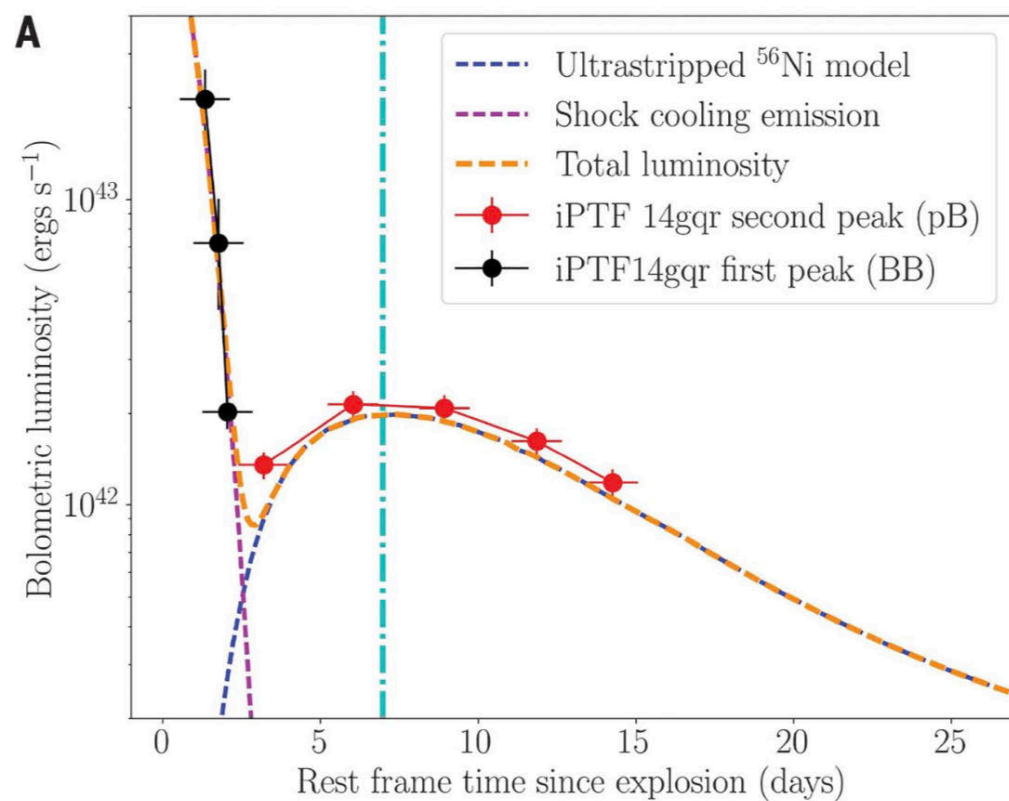 A
Ultrastripped ⁵⁶Ni model
Shock cooling emission
Total luminosity
iPTF 14gqr second peak (pB)
iPTF14gqr first peak (BB)
Bolometric luminosity (ergs s⁻¹)
10⁴³
10⁴²
0 5 10 15 20 25
Rest frame time since explosion (days)